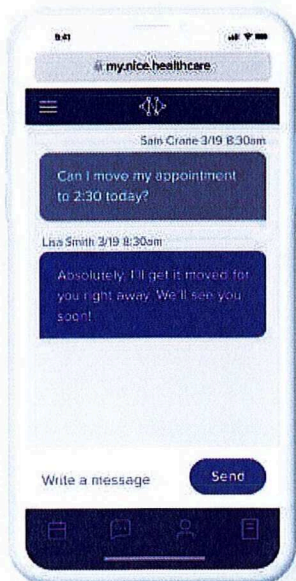 9:41
my.nice.healthcare
Sam Crane 3/19 8:30am
Can I move my appointment
to 2:30 today?
Lisa Smith 3/19 8:30am
Absolutely, I'll get it moved for
you right away. We'll see you
soon!
Write a message
Send